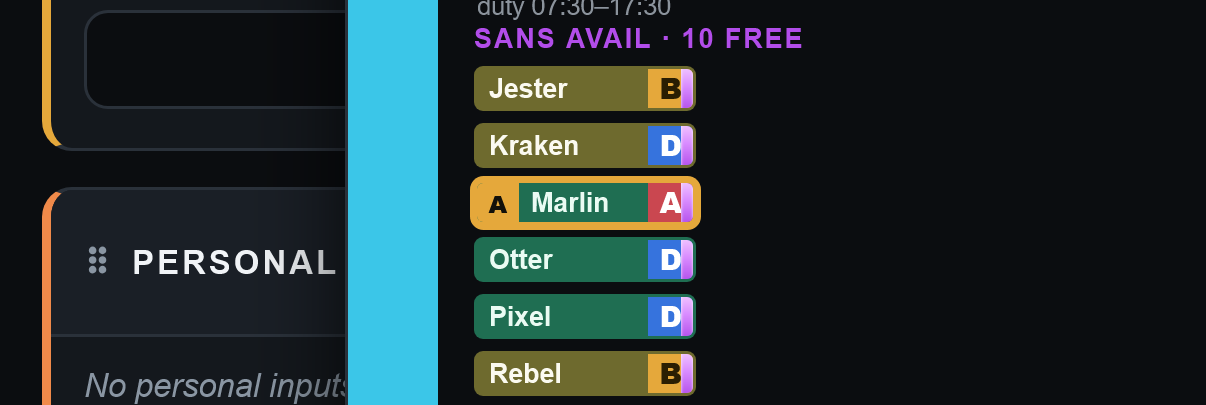 duty 07:30–17:30
SANS AVAIL · 10 FREE
Jester B
Kraken D
A Marlin A
Otter D
Pixel D
Rebel B
PERSONAL
No personal inputs